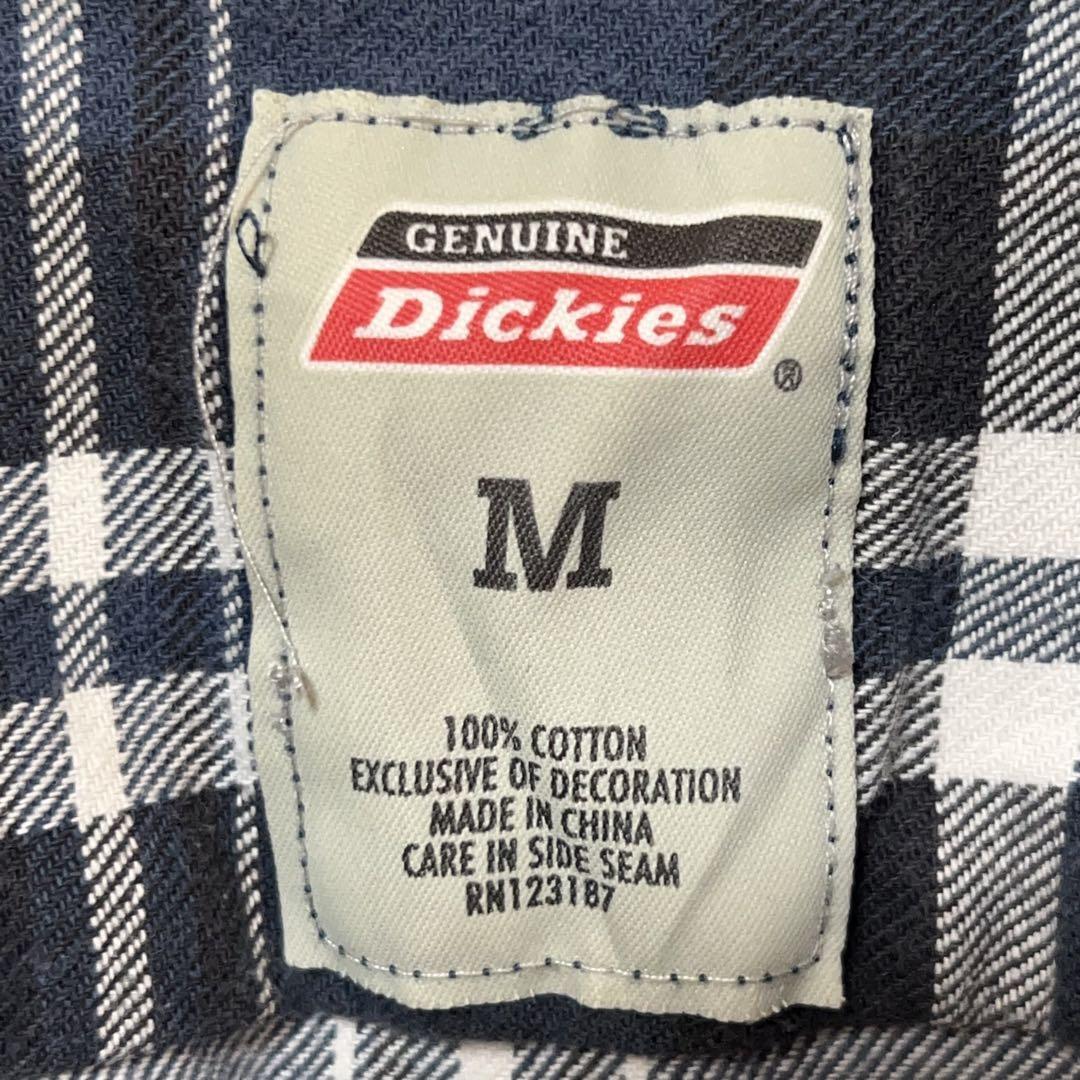 GENUINE
Dickies
®
M
100% COTTON
EXCLUSIVE OF DECORATION
MADE IN CHINA
CARE IN SIDE SEAM
RN123187